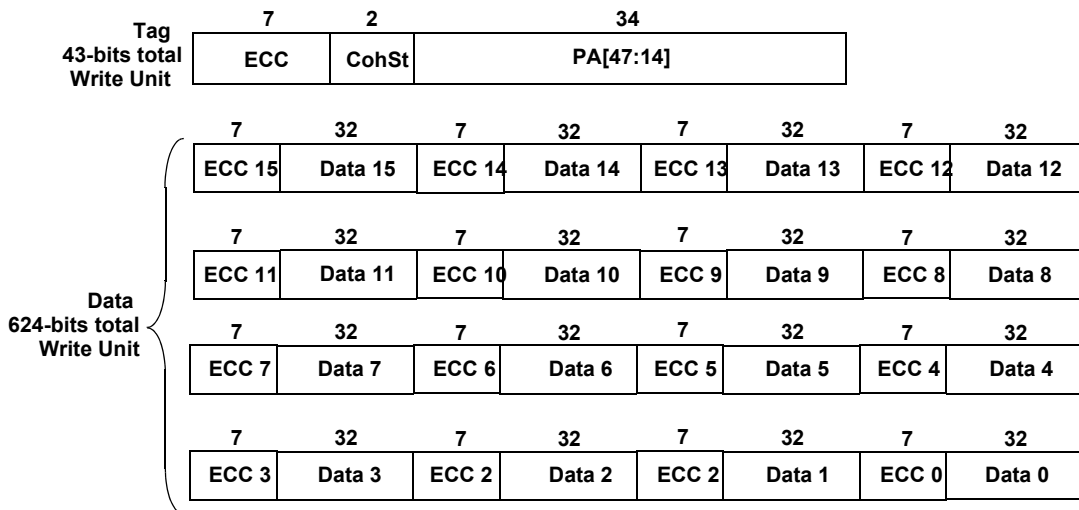 7 2 34
Tag
43-bits total
Write Unit
ECC CohSt PA[47:14]
7 32 7 32 7 32 7 32
ECC 15 Data 15 ECC 14 Data 14 ECC 13 Data 13 ECC 12 Data 12
7 32 7 32 7 32 7 32
ECC 11 Data 11 ECC 10 Data 10 ECC 9 Data 9 ECC 8 Data 8
Data
624-bits total
Write Unit
7 32 7 32 7 32 7 32
ECC 7 Data 7 ECC 6 Data 6 ECC 5 Data 5 ECC 4 Data 4
7 32 7 32 7 32 7 32
ECC 3 Data 3 ECC 2 Data 2 ECC 2 Data 1 ECC 0 Data 0